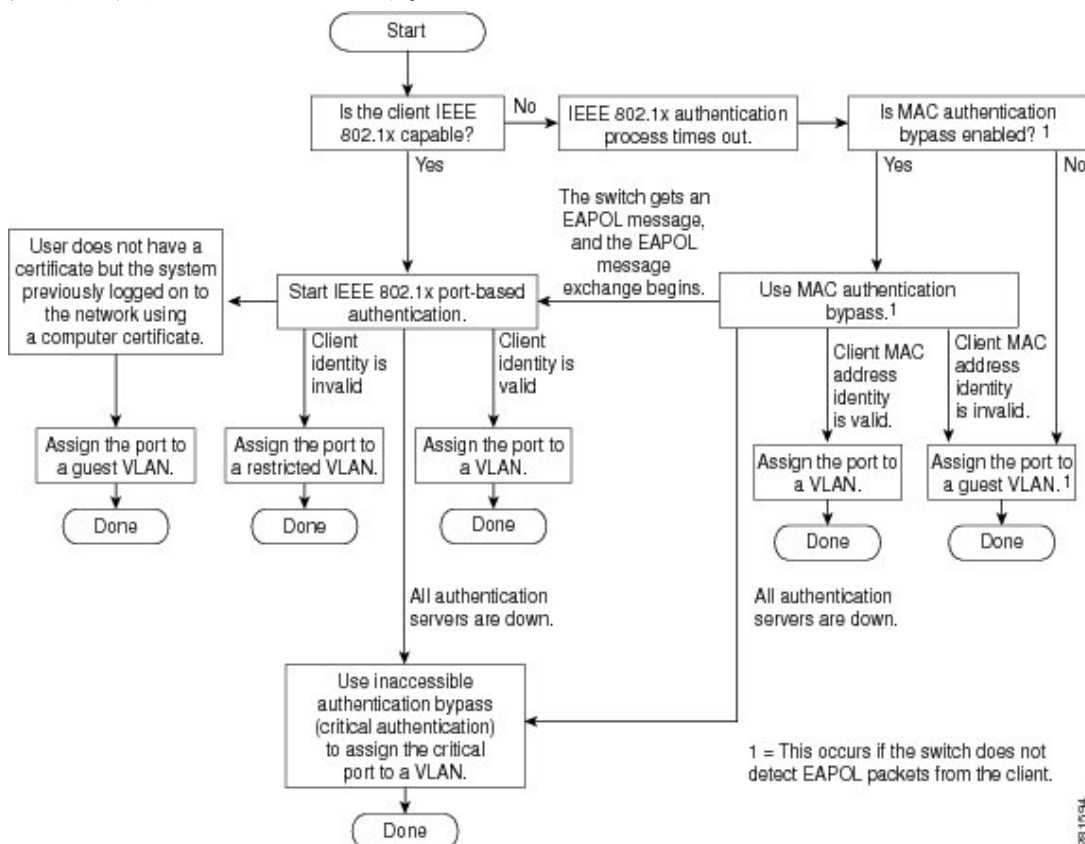 Start
Is the client IEEE
802.1x capable?
No
IEEE 802.1x authentication
process times out.
Is MAC authentication
bypass enabled? 1
Yes
Yes
No
The switch gets an
EAPOL message,
and the EAPOL
message
exchange begins.
User does not have a
certificate but the system
previously logged on to
the network using
a computer certificate.
Start IEEE 802.1x port-based
authentication.
Use MAC authentication
bypass.1
Client
identity is
invalid
Client
identity is
valid
Client MAC
address
identity
is valid.
Client MAC
address
identity
is invalid.
Assign the port to
a guest VLAN.
Assign the port to
a restricted VLAN.
Assign the port to
a VLAN.
Assign the port to
a VLAN.
Assign the port to
a guest VLAN.1
Done
Done
Done
Done
Done
All authentication
servers are down.
All authentication
servers are down.
Use inaccessible
authentication bypass
(critical authentication)
to assign the critical
port to a VLAN.
1 = This occurs if the switch does not
detect EAPOL packets from the client.
Done
281594